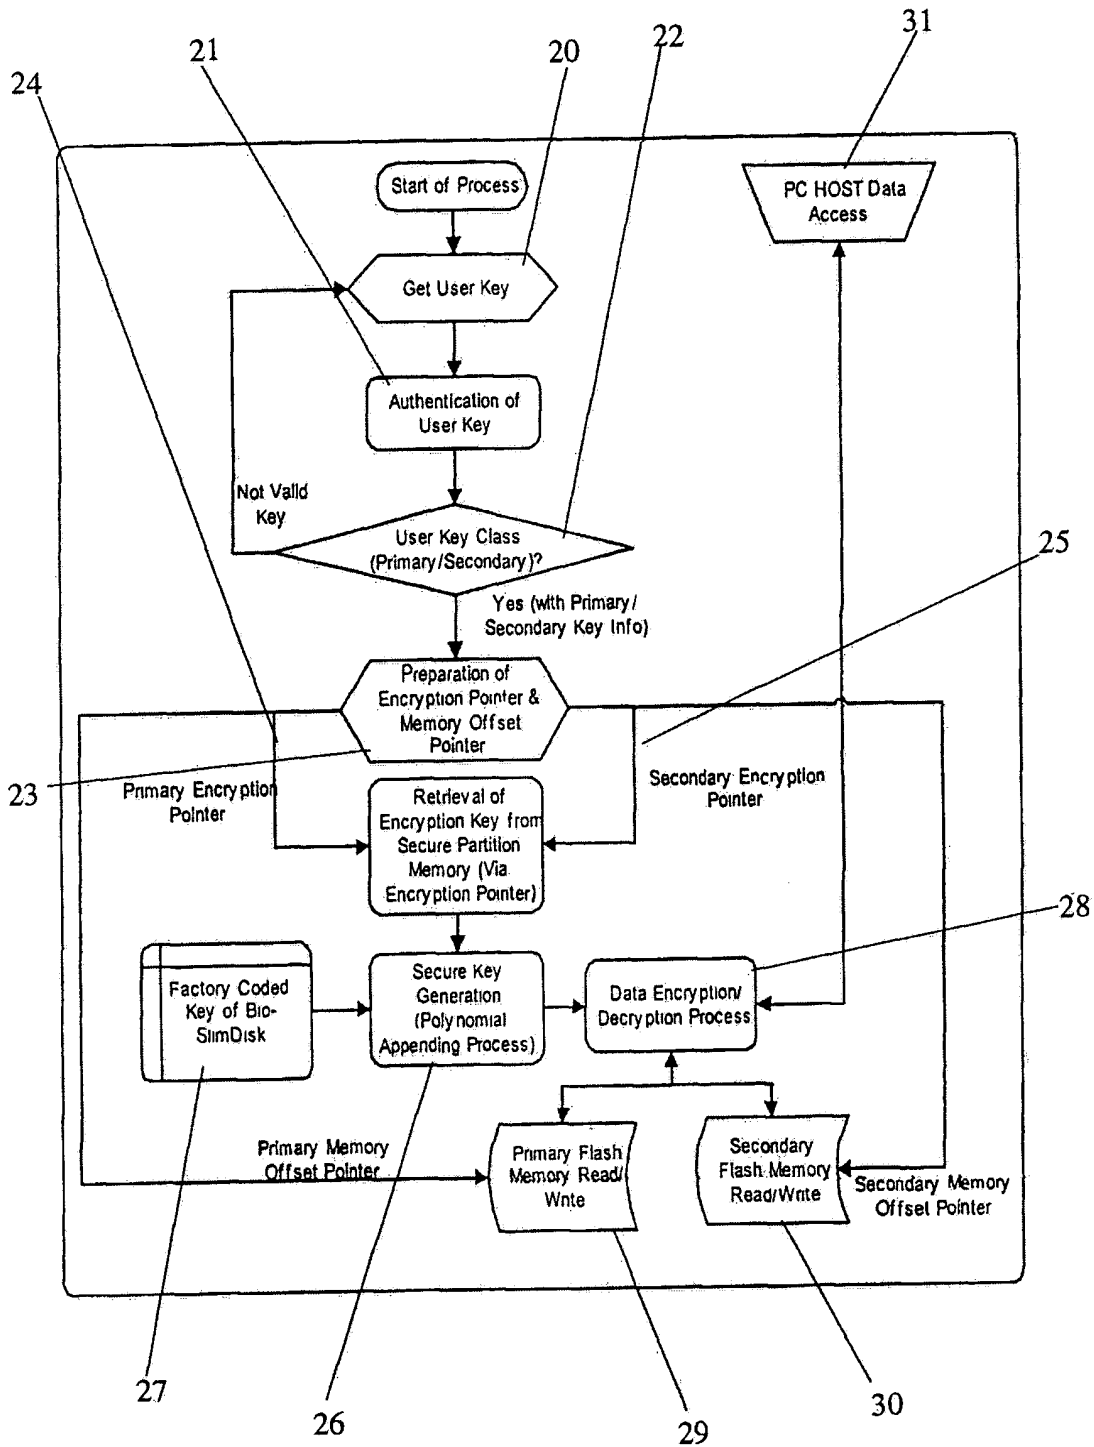 31
22
21
20
24
Start of Process
PC HOST Data
Access
Get User Key
Authentication of
User Key
Not Valid
Key
User Key Class
(Primary/Secondary)?
25
Yes (with Primary/
Secondary Key Info)
Preparation of
Encryption Pointer &
Memory Offset
Pointer
23
Primary Encryption
Pointer
Secondary Encryption
Pointer
Retrieval of
Encryption Key from
Secure Partition
Memory (Via
Encryption Pointer)
28
Factory Coded
Key of Bio-
SlimDisk
Secure Key
Generation
(Polynomial
Appending Process)
Data Encryption/
Decryption Process
Primary Memory
Offset Pointer
Primary Flash
Memory Read/
Write
Secondary
Flash Memory
Read/Write
Secondary Memory
Offset Pointer
27
26
29
30